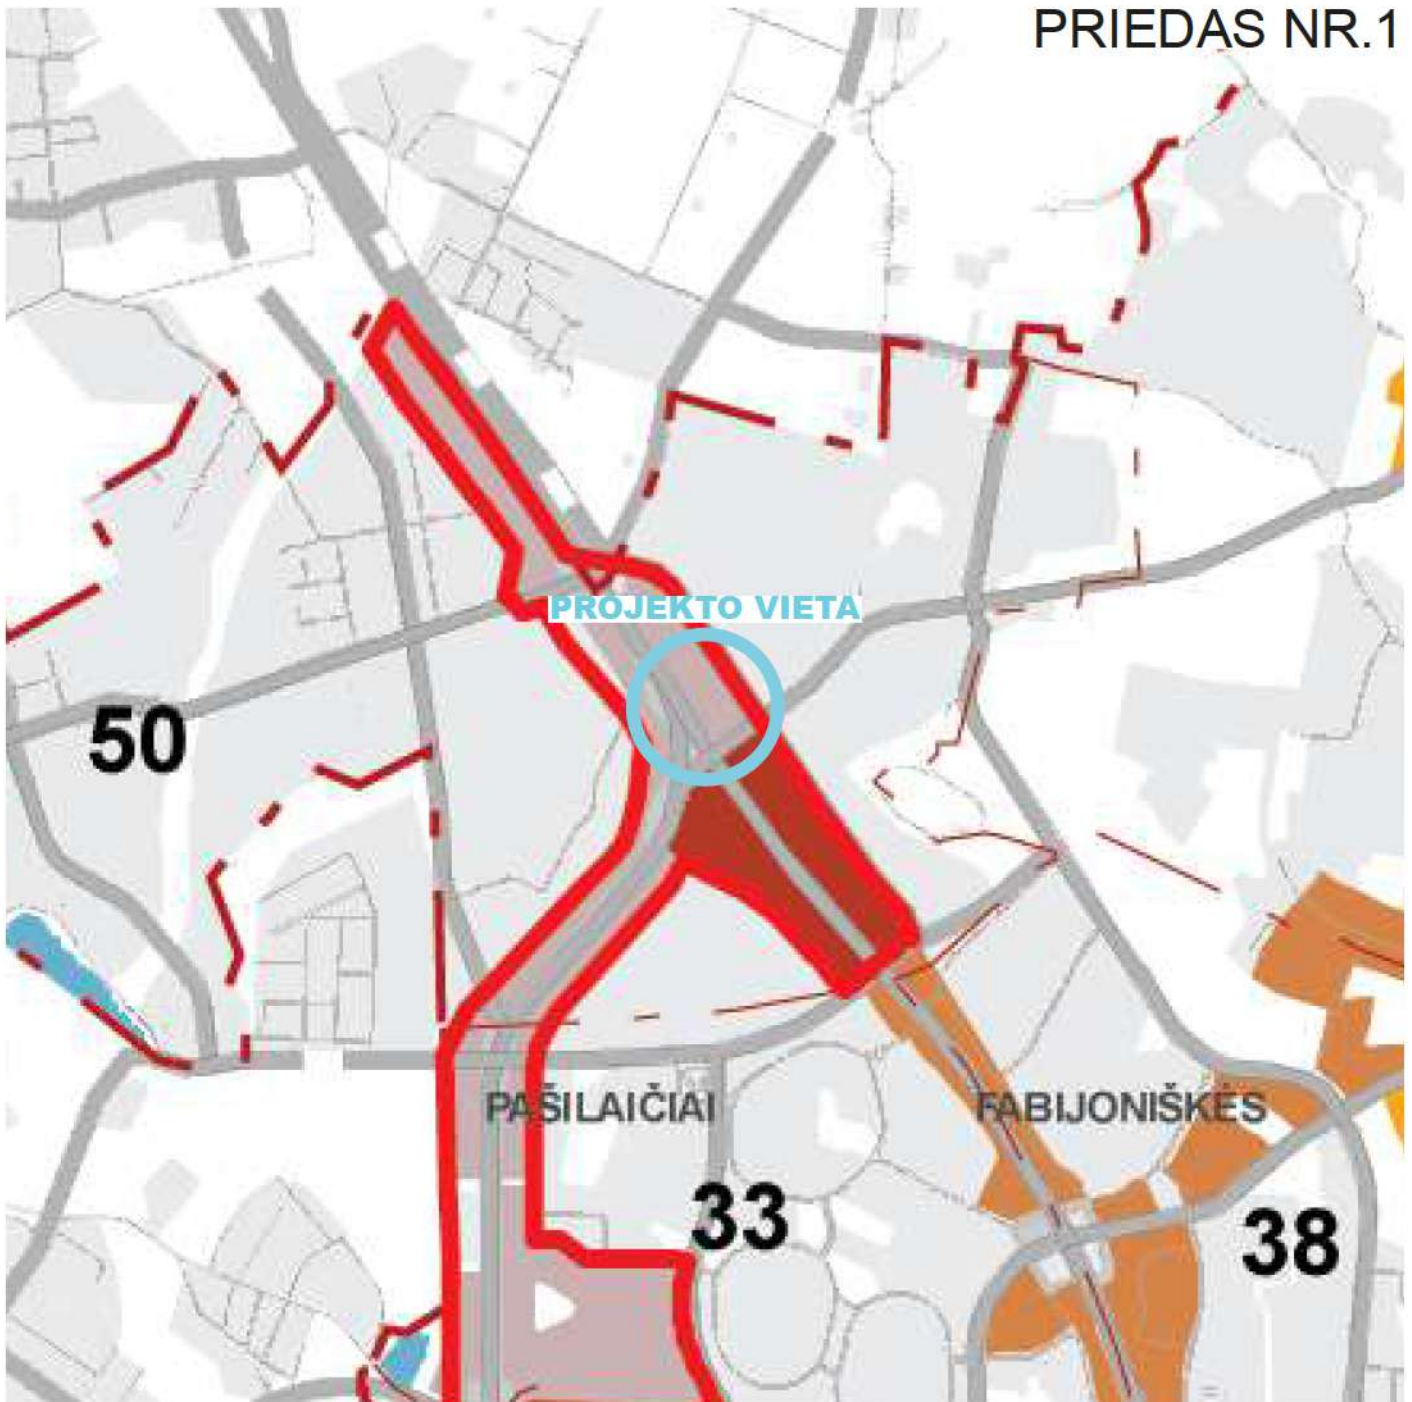 PRIEDAS NR.1
PROJEKTO VIETA
50
PAŠILAIČIAI
FABIJONIŠKĖS
33
38